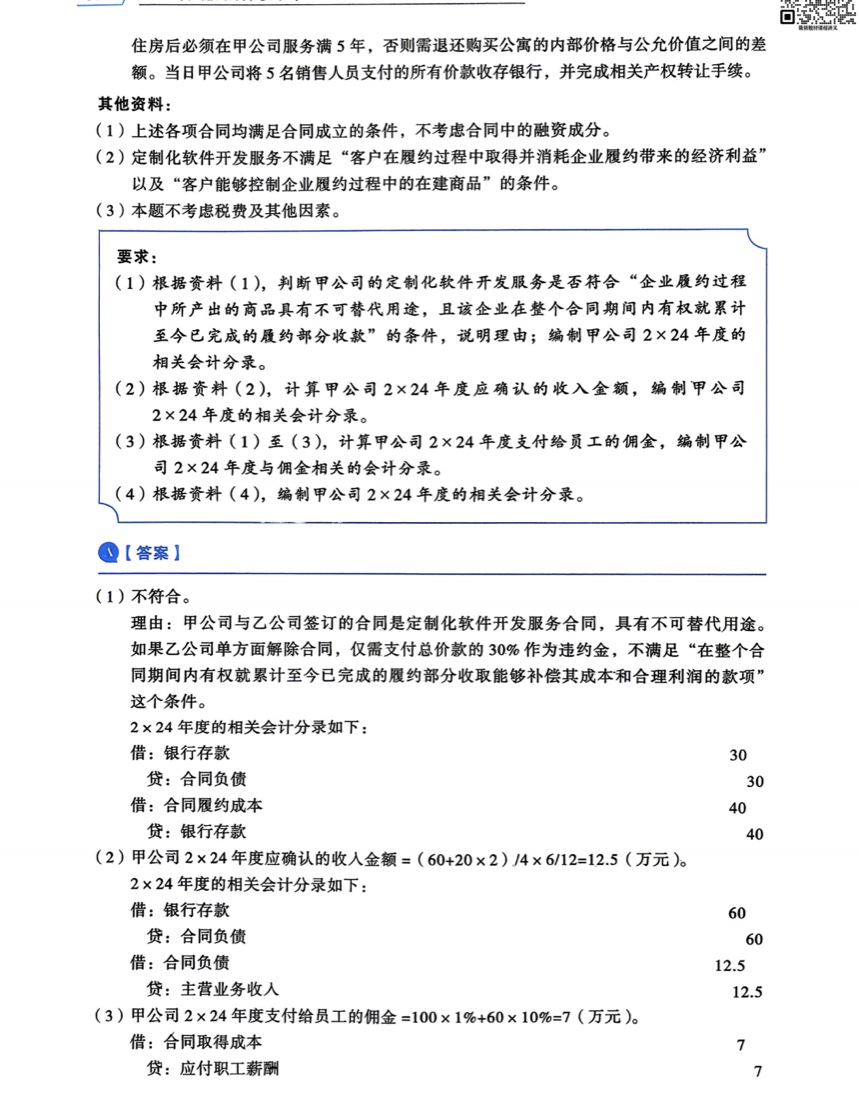 住房后必须在甲公司服务满 5 年，否则需退还购买公寓的内部价格与公允价值之间的差
额。当日甲公司将 5 名销售人员支付的所有价款收存银行，并完成相关产权转让手续。
其他资料：
（1）上述各项合同均满足合同成立的条件，不考虑合同中的融资成分。
（2）定制化软件开发服务不满足“客户在履约过程中取得并消耗企业履约带来的经济利益”
以及“客户能够控制企业履约过程中的在建商品”的条件。
（3）本题不考虑税费及其他因素。
要求：
（1）根据资料（1），判断甲公司的定制化软件开发服务是否符合“企业履约过程
中所产出的商品具有不可替代用途，且该企业在整个合同期间内有权就累计
至今已完成的履约部分收款”的条件，说明理由；编制甲公司 2×24 年度的
相关会计分录。
（2）根据资料（2），计算甲公司 2×24 年度应确认的收入金额，编制甲公司
2×24 年度的相关会计分录。
（3）根据资料（1）至（3），计算甲公司 2×24 年度支付给员工的佣金，编制甲公
司 2×24 年度与佣金相关的会计分录。
（4）根据资料（4），编制甲公司 2×24 年度的相关会计分录。
【答案】
（1）不符合。
理由：甲公司与乙公司签订的合同是定制化软件开发服务合同，具有不可替代用途。
如果乙公司单方面解除合同，仅需支付总价款的 30% 作为违约金，不满足“在整个合
同期间内有权就累计至今已完成的履约部分收取能够补偿其成本和合理利润的款项”
这个条件。
2×24 年度的相关会计分录如下：
借：银行存款 30
贷：合同负债 30
借：合同履约成本 40
贷：银行存款 40
（2）甲公司 2×24 年度应确认的收入金额 =（60+20×2）/4×6/12=12.5（万元）。
2×24 年度的相关会计分录如下：
借：银行存款 60
贷：合同负债 60
借：合同负债 12.5
贷：主营业务收入 12.5
（3）甲公司 2×24 年度支付给员工的佣金 =100×1%+60×10%=7（万元）。
借：合同取得成本 7
贷：应付职工薪酬 7